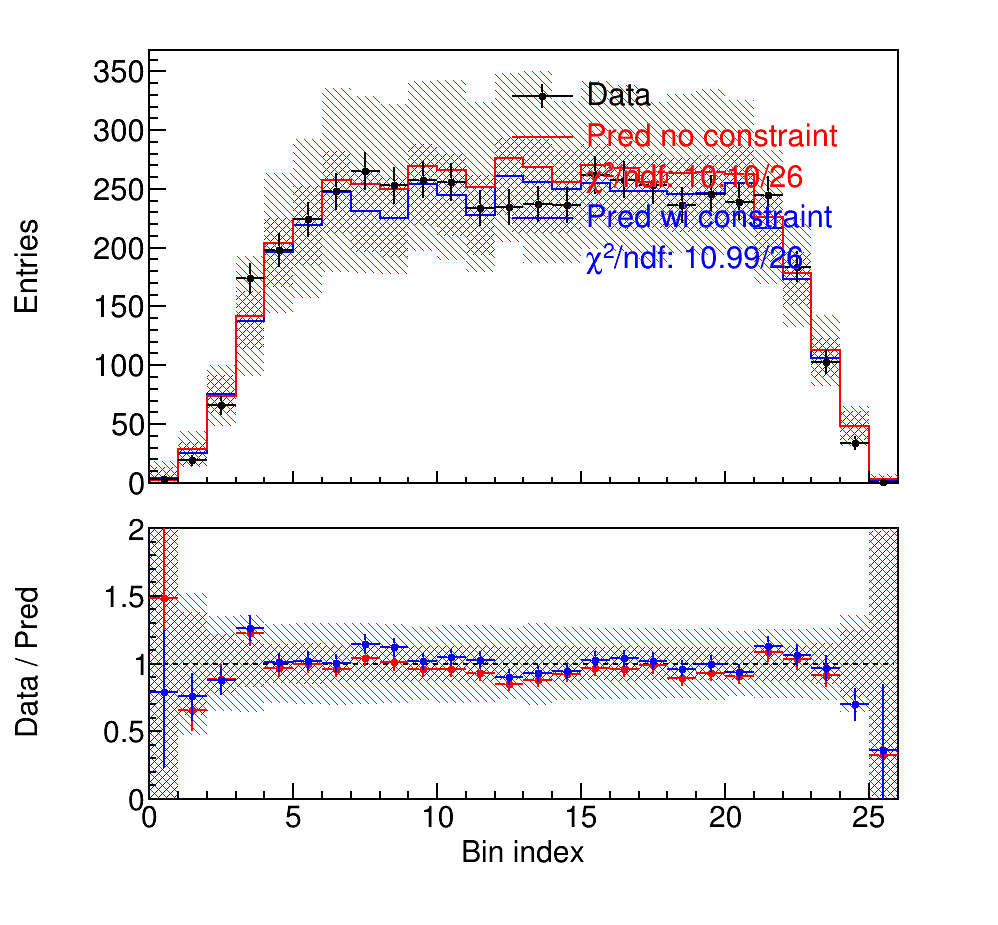 350
300
250
200
150
100
50
0
Entries
Data
Pred no constraint
χ²/ndf: 10.10/26
Pred wi constraint
χ²/ndf: 10.99/26
2
1.5
1
0.5
0
Data / Pred
0 5 10 15 20 25
Bin index